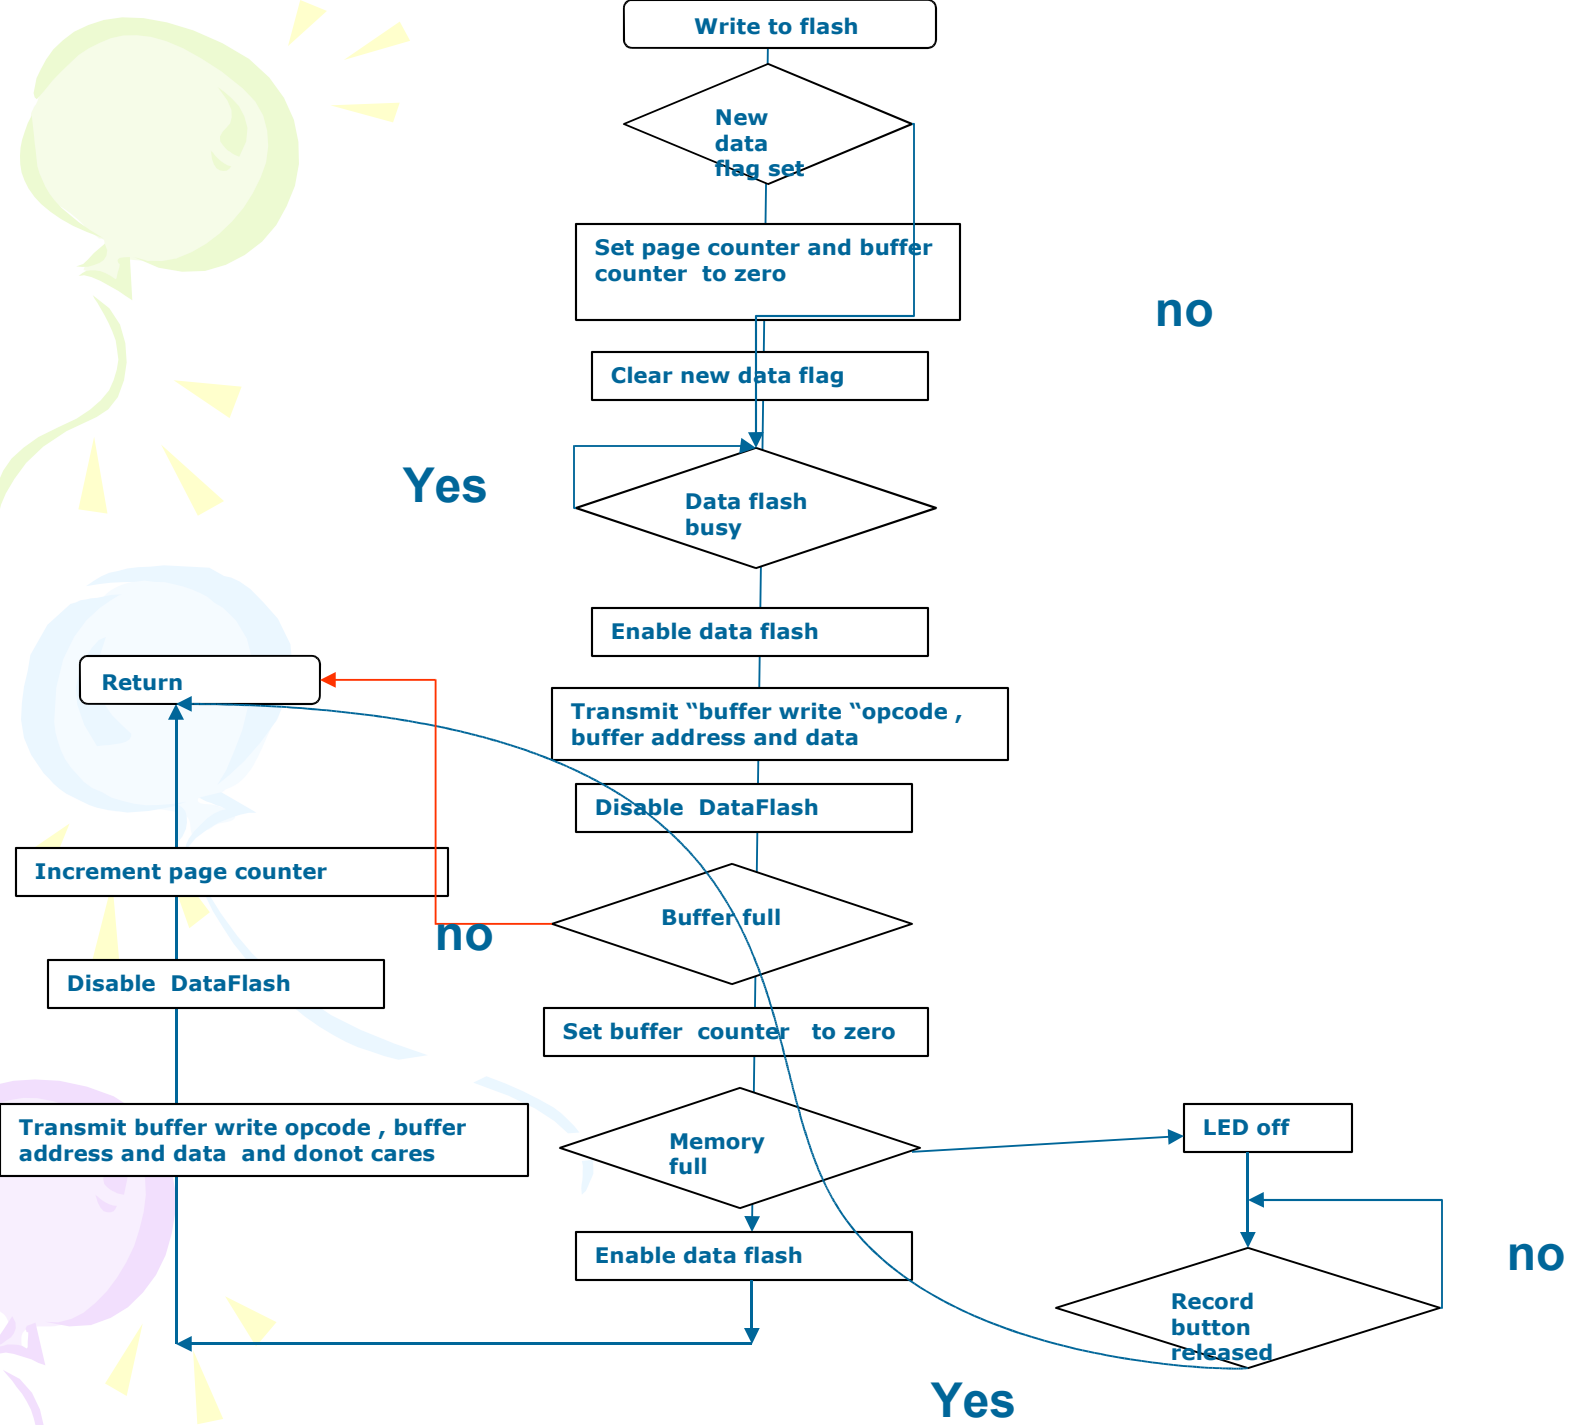 Write to flash
New
data
flag set
Set page counter and buffer
counter  to zero
no
Clear new data flag
Yes
Data flash
busy
Enable data flash
Return
Transmit “buffer write “opcode ,
buffer address and data
Disable  DataFlash
Increment page counter
Buffer full
no
Disable  DataFlash
Set buffer  counter   to zero
Transmit buffer write opcode , buffer
address and data  and donot cares
Memory
full
LED off
Enable data flash
no
Record
button
released
Yes